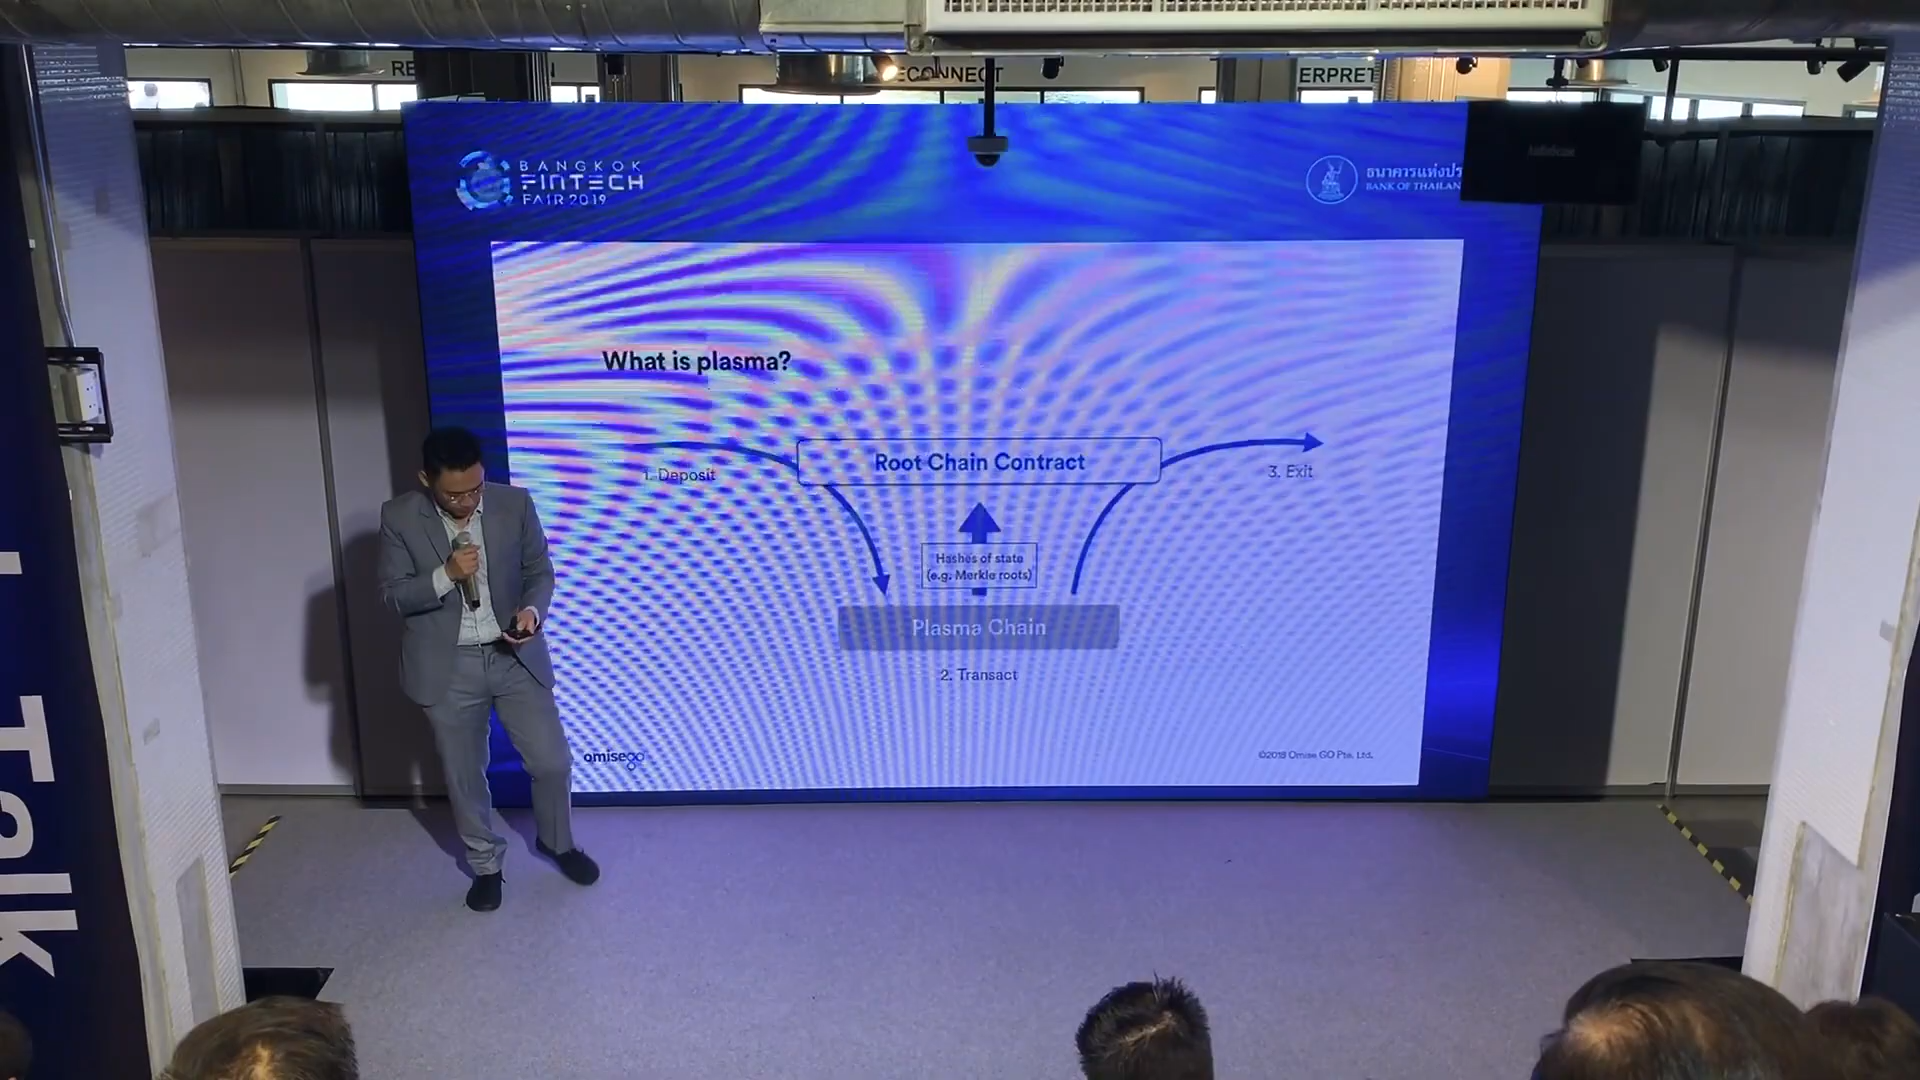 ECONNECT
ERPRET
BANGKOK
FINTECH
FAIR 2019
ธนาคารแห่งปร
BANK OF THAILAN
What is plasma?
Root Chain Contract
1. Deposit
3. Exit
Hashes of state
(e.g. Merkle roots)
Plasma Chain
2. Transact
omisego
©2018 Omise GO Pte. Ltd.
Talk